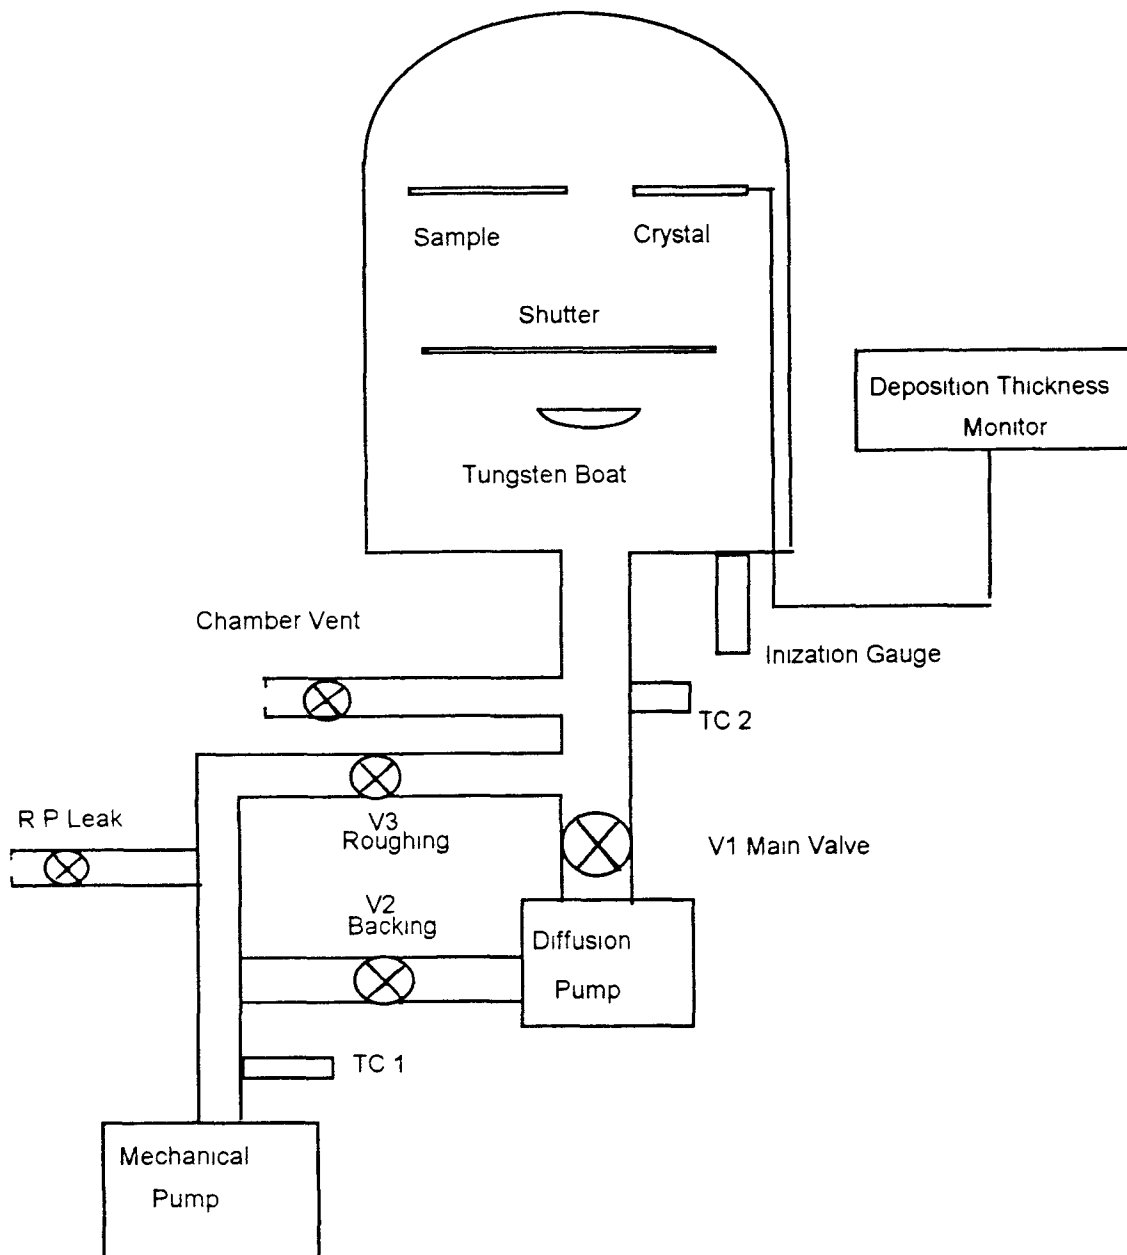 Sample
Crystal
Shutter
Deposition Thickness
Monitor
Tungsten Boat
Chamber Vent
Inization Gauge
TC 2
R P Leak
V3
Roughing
V1 Main Valve
V2
Backing
Diffusion
Pump
TC 1
Mechanical
Pump